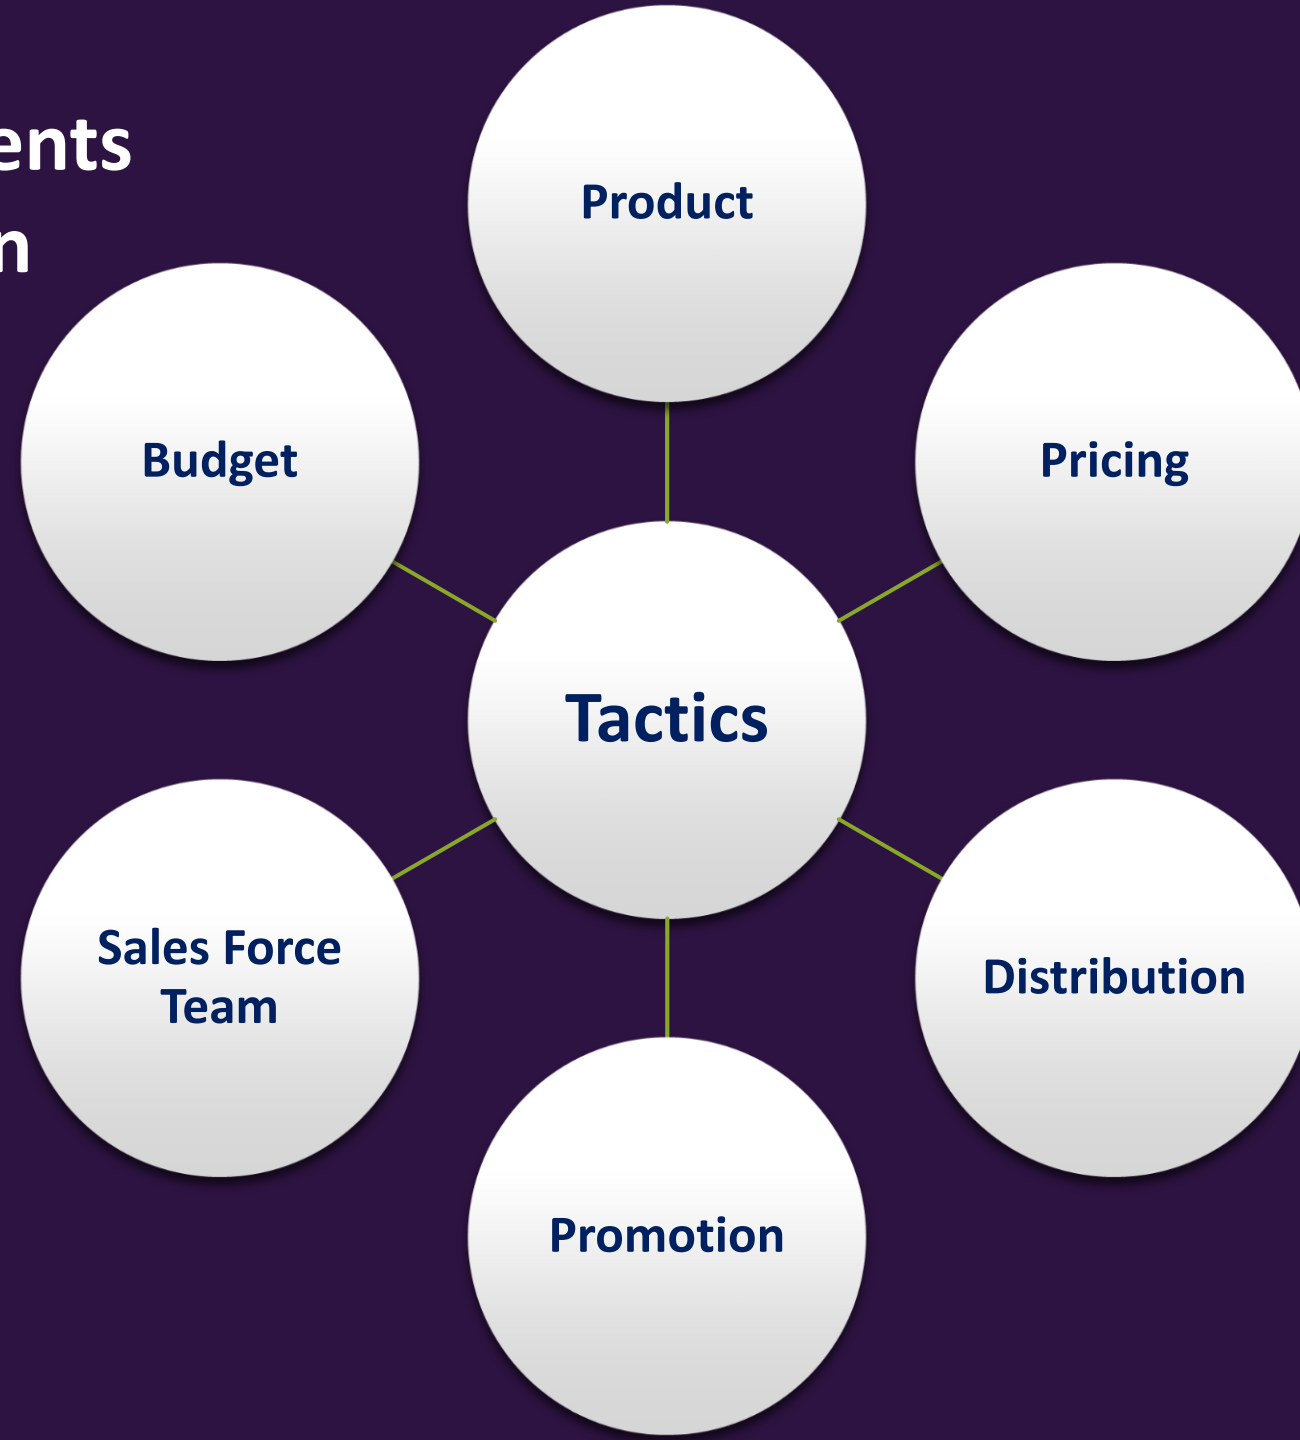 ents
n
Product
Budget
Pricing
Tactics
Sales Force
Team
Distribution
Promotion